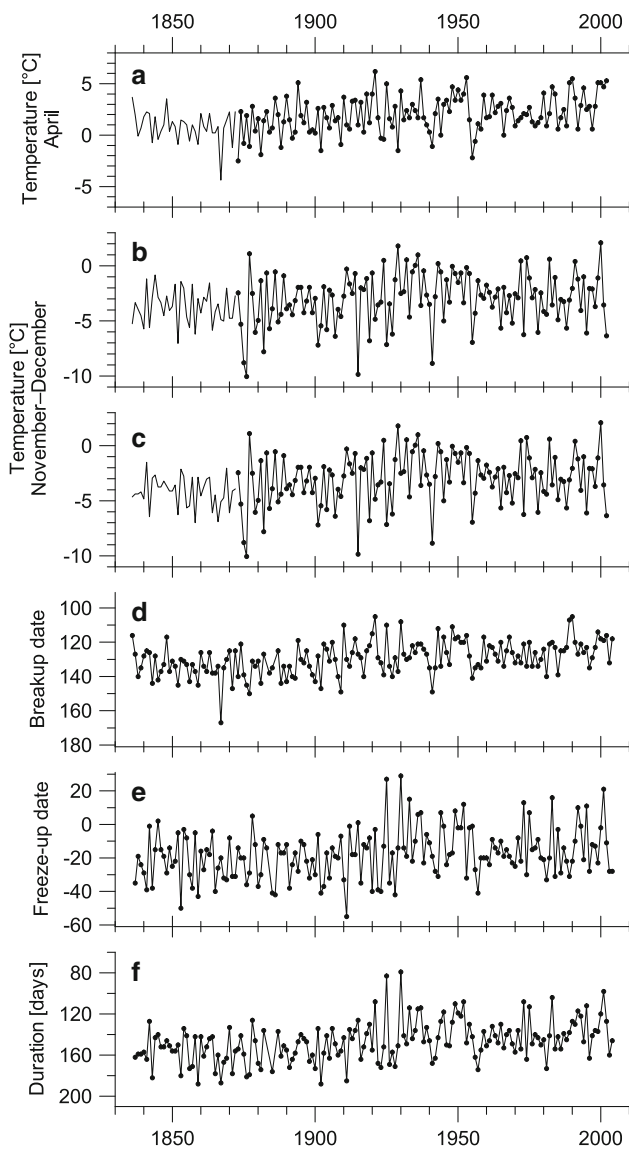 1850 1900 1950 2000
a
Temperature [°C]
April
5
0
-5
b
0
-5
-10
Temperature [°C]
November–December
c
0
-5
-10
d
Breakup date
100
120
140
160
180
e
Freeze-up date
20
0
-20
-40
-60
f
Duration [days]
80
120
160
200
1850 1900 1950 2000